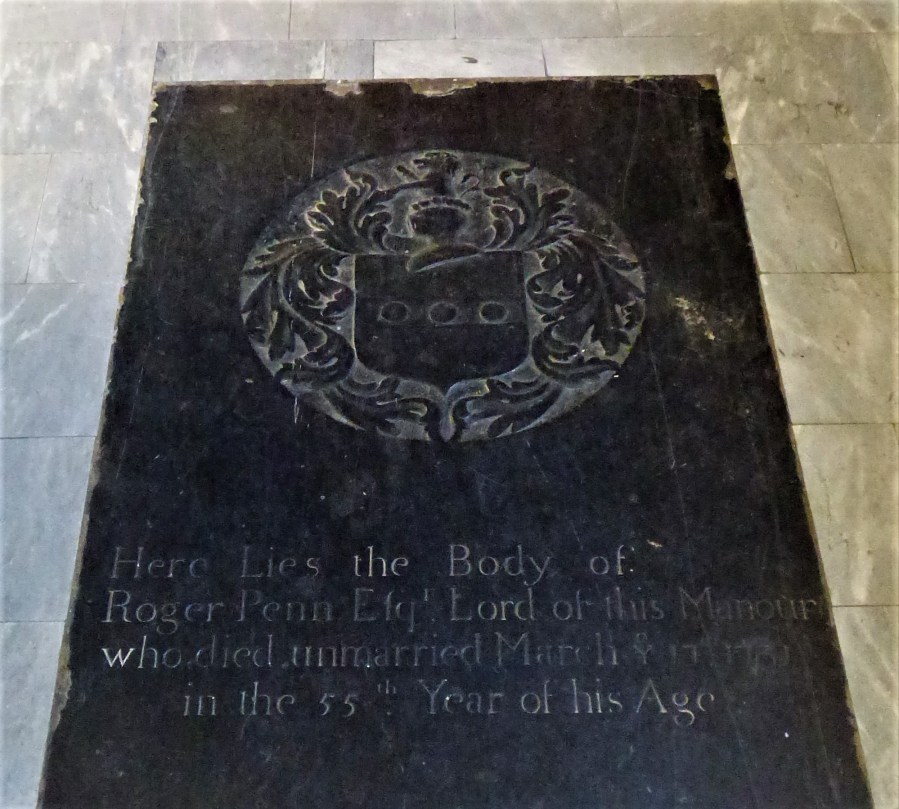 Here Lies the Body of
Roger Penn Esqr. Lord of this Manour
who died unmarried March ye
in the 55th Year of his Age